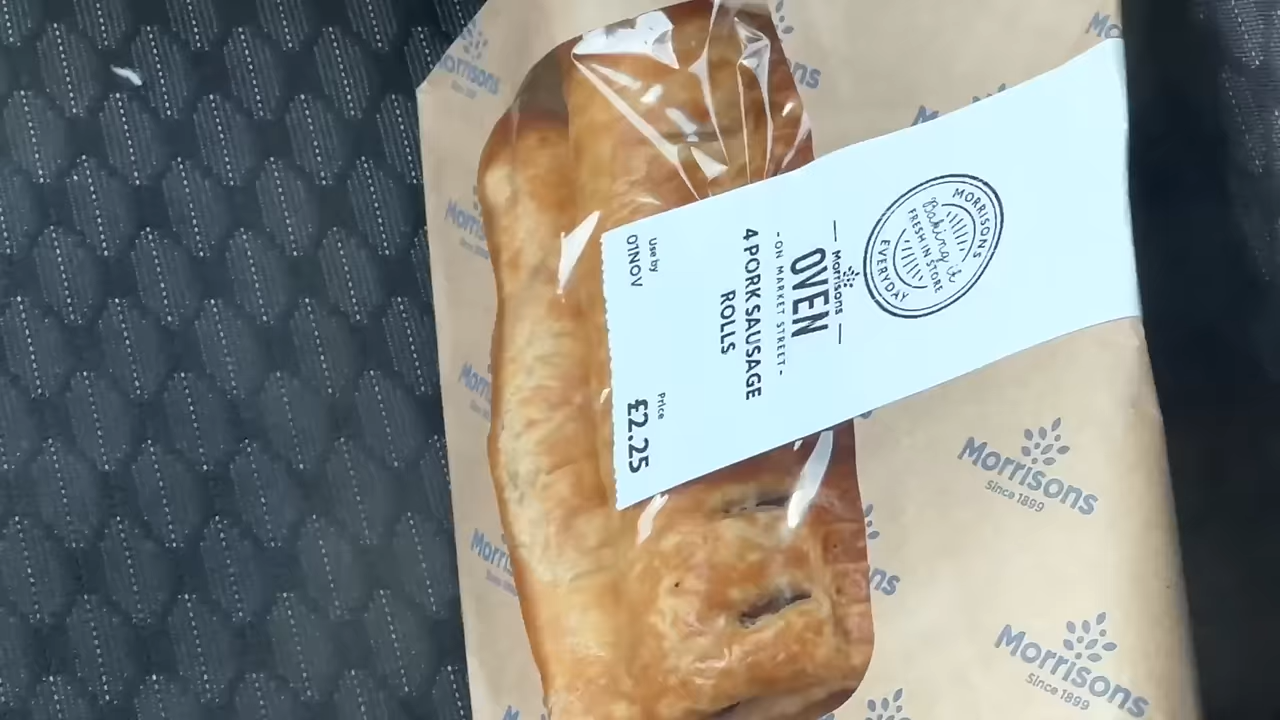 Morrisons
OVEN
- ON MARKET STREET -
4 PORK SAUSAGE
ROLLS
Use by
01NOV
Price
£2.25
MORRISONS
Baking it
FRESH IN STORE
EVERYDAY
Morrisons
Since 1899
Morrisons
Since 1899